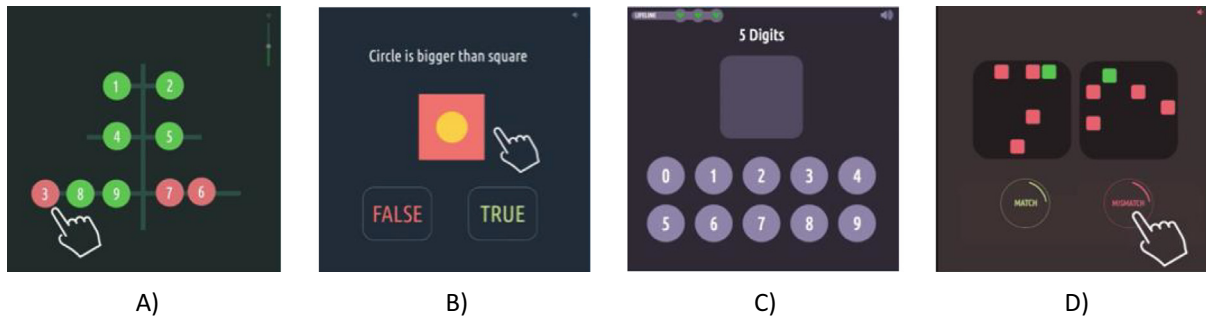 1 2
4 5
3 8 9 7 6
A)
Circle is bigger than square
FALSE TRUE
B)
LIFELINE
5 Digits
0 1 2 3 4
5 6 7 8 9
C)
MATCH MISMATCH
D)